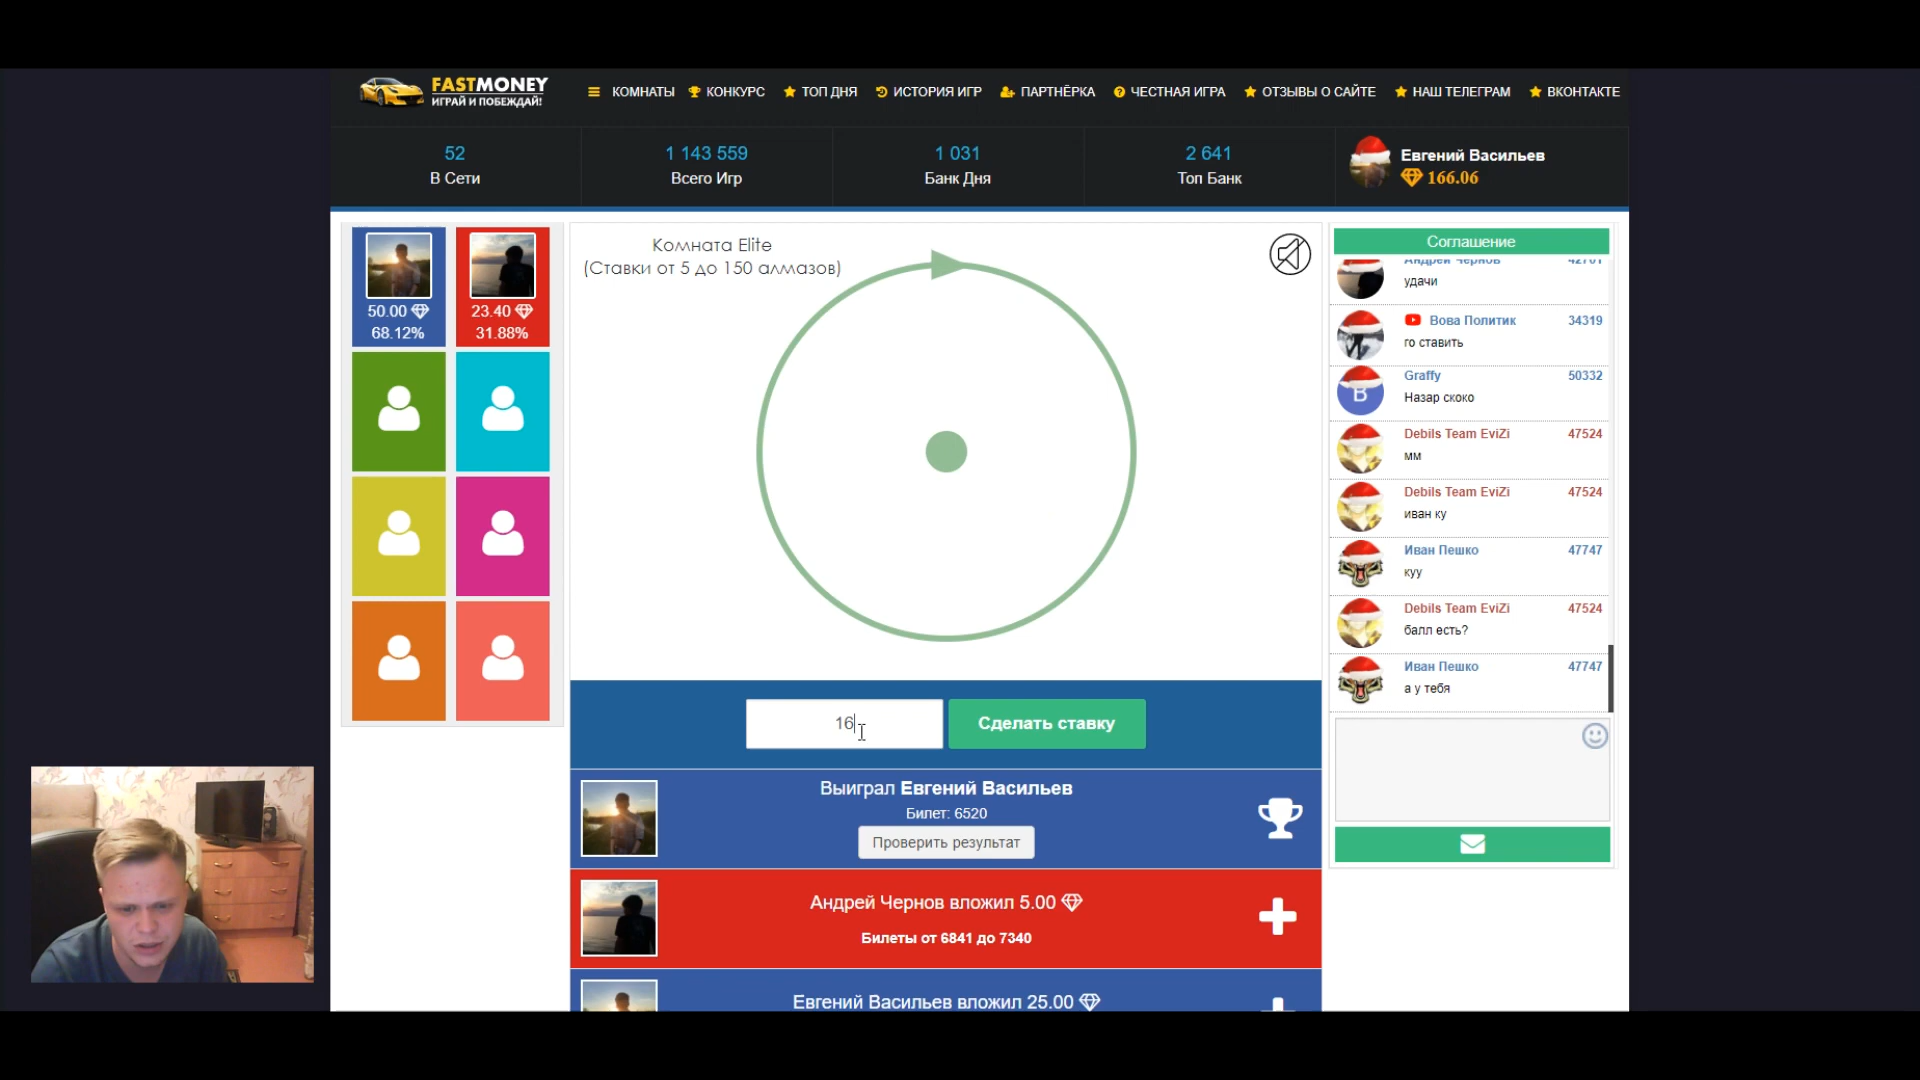 FASTMONEY
ИГРАЙ И ПОБЕЖДАЙ!
КОМНАТЫ
КОНКУРС
ТОП ДНЯ
ИСТОРИЯ ИГР
ПАРТНЁРКА
ЧЕСТНАЯ ИГРА
ОТЗЫВЫ О САЙТЕ
НАШ ТЕЛЕГРАМ
ВКОНТАКТЕ
52
В Сети
1 143 559
Всего Игр
1 031
Банк Дня
2 641
Топ Банк
Евгений Васильев
166.06
50.00
68.12%
23.40
31.88%
Комната Elite
(Ставки от 5 до 150 алмазов)
16
Сделать ставку
Выиграл Евгений Васильев
Билет: 6520
Проверить результат
Андрей Чернов вложил 5.00
Билеты от 6841 до 7340
Евгений Васильев вложил 25.00
Соглашение
Андрей Чернов 42701
удачи
Вова Политик 34319
го ставить
Graffy 50332
B
Назар скоко
Debils Team EviZi 47524
мм
Debils Team EviZi 47524
иван ку
Иван Пешко 47747
куу
Debils Team EviZi 47524
балл есть?
Иван Пешко 47747
а у тебя